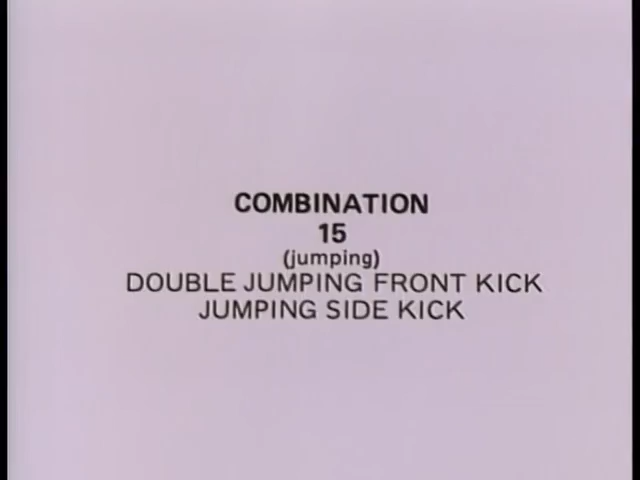 COMBINATION
15
(jumping)
DOUBLE JUMPING FRONT KICK
JUMPING SIDE KICK